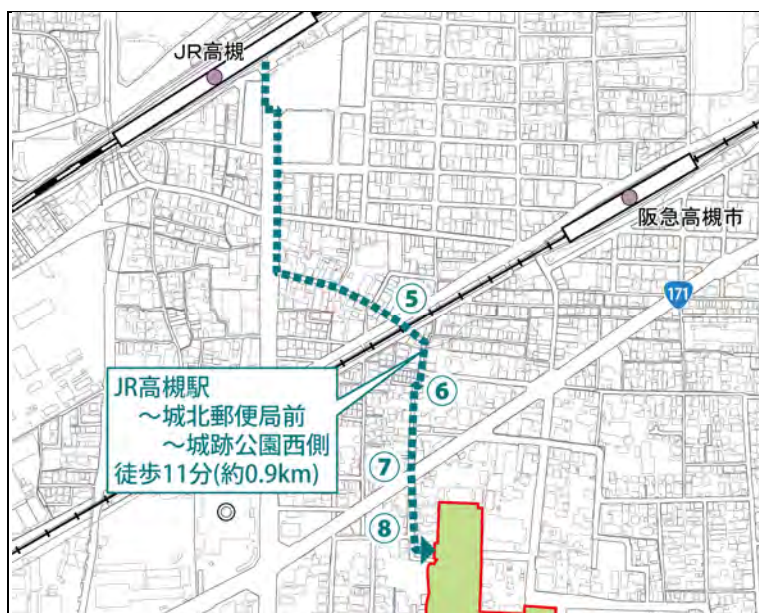 JR高槻
阪急高槻市
171
⑤
JR高槻駅
～城北郵便局前
～城跡公園西側
徒歩11分(約0.9km)
⑥
⑦
⑧